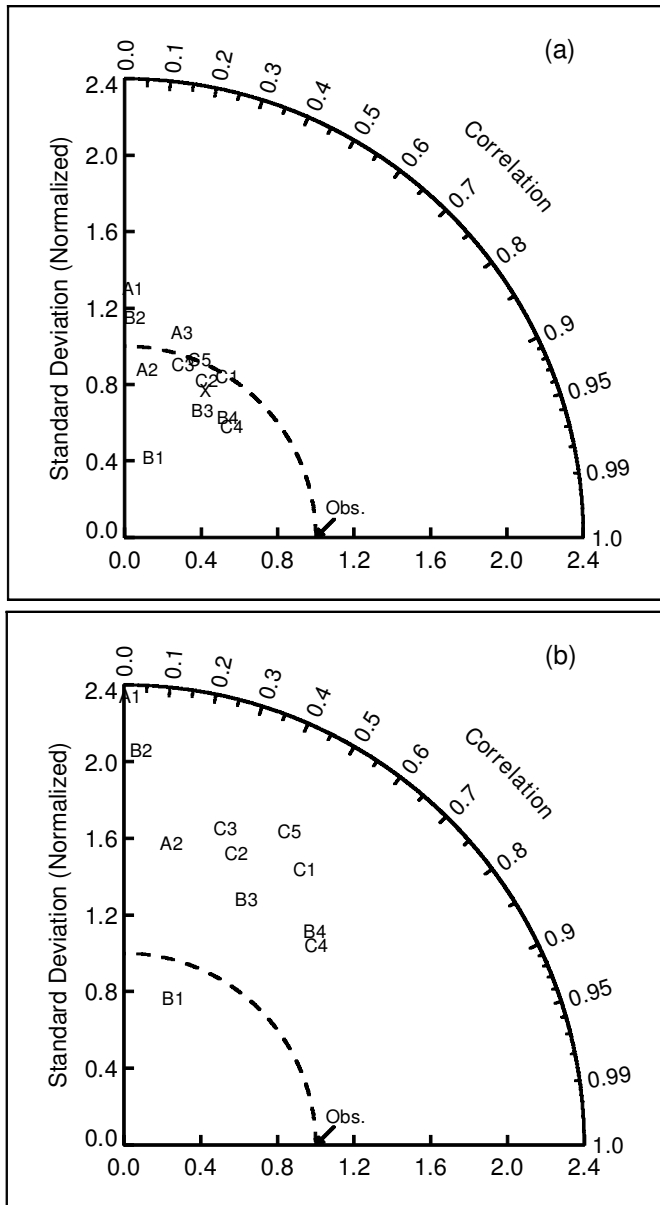 (a)
0.0 0.1 0.2 0.3 0.4 0.5 0.6 0.7 0.8 0.9 0.95 0.99 1.0
Correlation
Standard Deviation (Normalized)
2.4
2.0
1.6
1.2
0.8
0.4
0.0
A1
B2
A3
C5
C3
A2
C1
C2
X
B3
B4
C4
B1
Obs.
0.0 0.4 0.8 1.2 1.6 2.0 2.4
(b)
0.0 0.1 0.2 0.3 0.4 0.5 0.6 0.7 0.8 0.9 0.95 0.99 1.0
Correlation
Standard Deviation (Normalized)
2.4
2.0
1.6
1.2
0.8
0.4
0.0
A1
B2
C3
C5
A2
C2
C1
B3
B4
C4
B1
Obs.
0.0 0.4 0.8 1.2 1.6 2.0 2.4